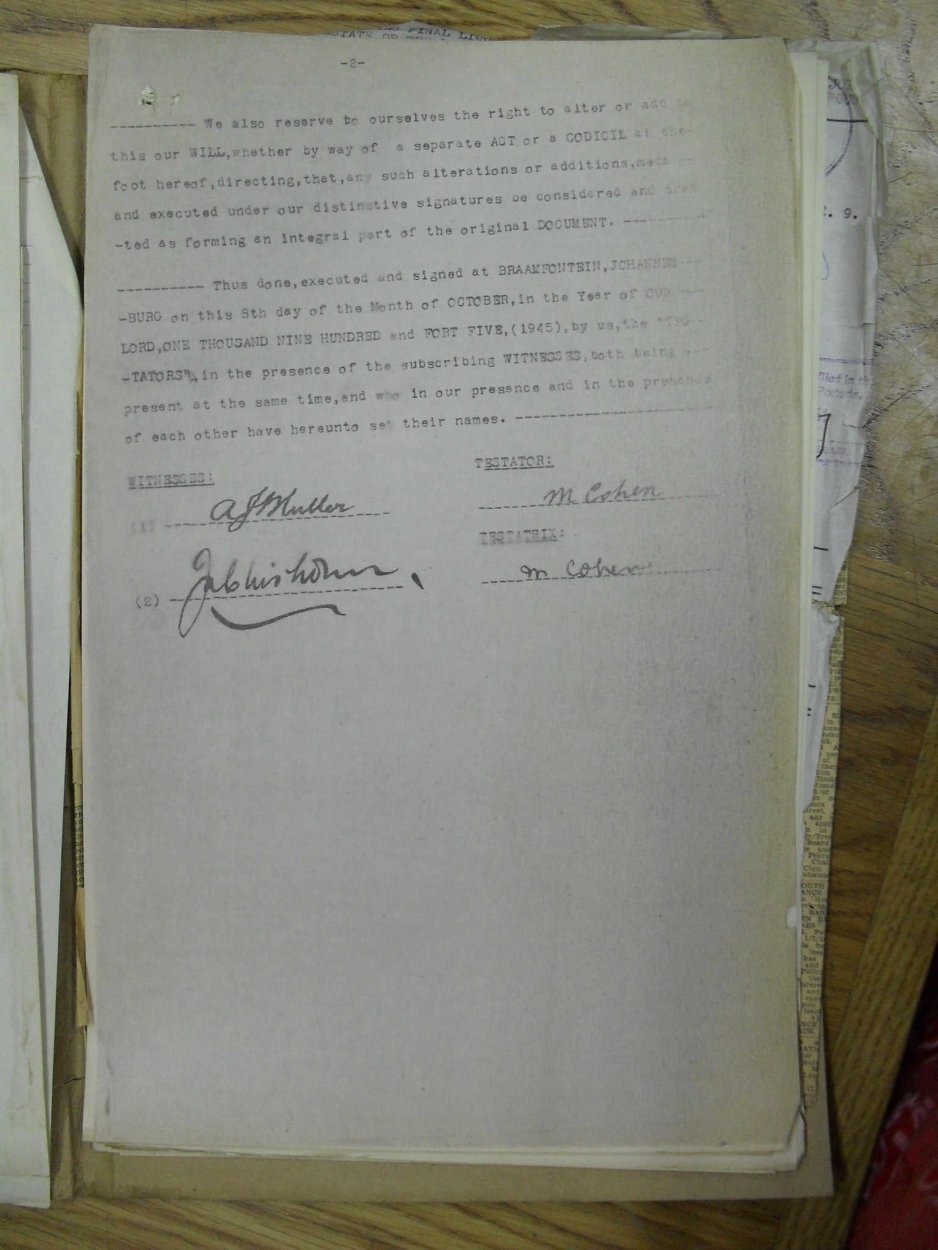 -2-
---------- We also reserve to ourselves the right to alter or add to
this our WILL,whether by way of a separate ACT or a CODICIL at the
foot hereof,directing,that,any such alterations or additions,made
and executed under our distinctive signatures be considered and trea
-ted as forming an integral part of the original DOCUMENT. ----------
---------- Thus done,executed and signed at BRAAMFONTEIN,JOHANNES
-BURG on this 8th day of the Month of OCTOBER,in the Year of OUR
LORD,ONE THOUSAND NINE HUNDRED and FORT FIVE,(1945),by us,the "TES-
-TATORS",in the presence of the subscribing WITNESSES,both being
present at the same time,and who in our presence and in the presence
of each other have hereunto set their names. --------------------
WITNESSES:
TESTATOR:
AJ Muller
M Cohen
TESTATRIX:
(2)
M Cohen